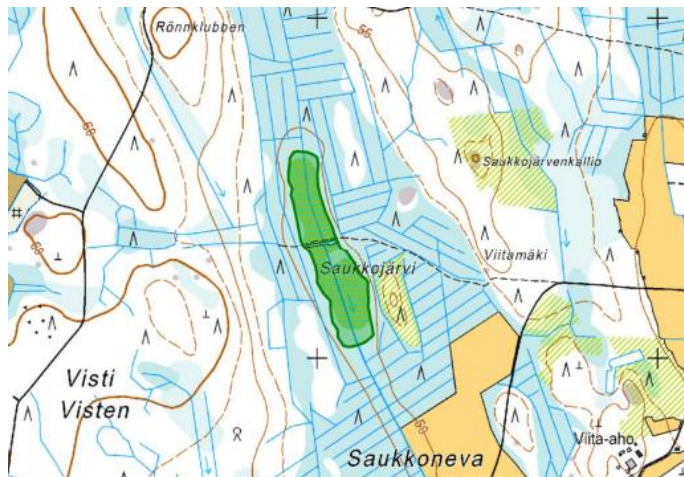 Rönnklubben
Saukkojärvenkallio
Saukkojärvi
Viitamäki
Visti
Visten
Saukkoneva
Viita-aho